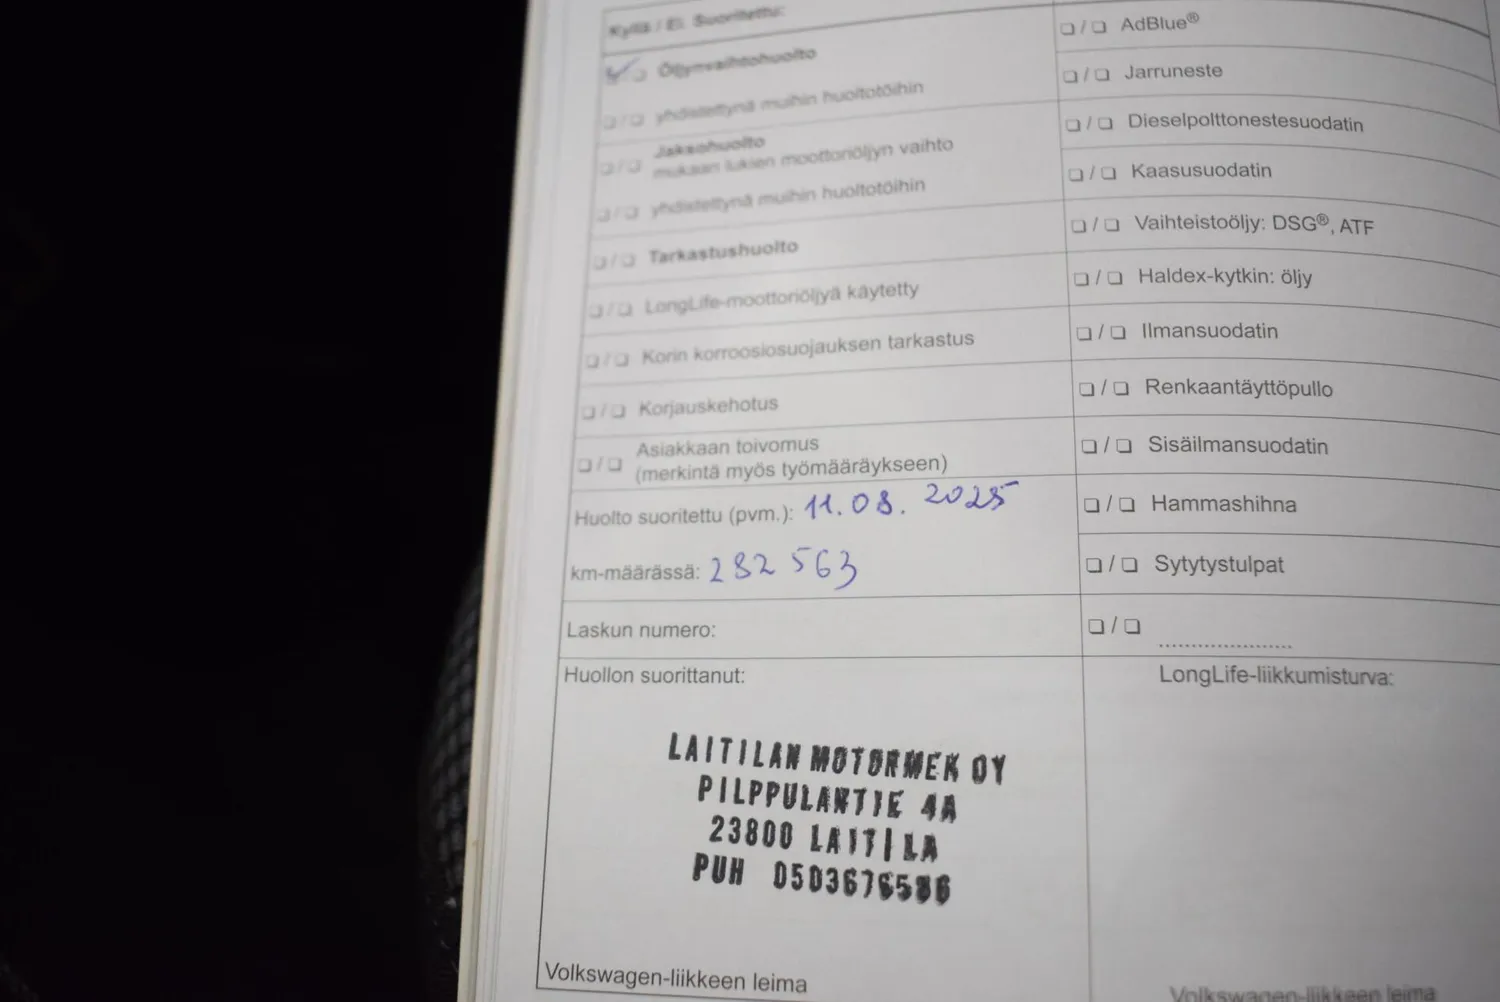 Kyllä / Ei. Suoritettu:
Öljynvaihtohuolto
yhdistettynä muihin huoltotöihin
Jaksohuolto
mukaan lukien moottoriöljyn vaihto
yhdistettynä muihin huoltotöihin
Tarkastushuolto
LongLife-moottoriöljyä käytetty
Korin korroosiosuojauksen tarkastus
Korjauskehotus
Asiakkaan toivomus
(merkintä myös työmääräykseen)
Huolto suoritettu (pvm.): 11.08. 2025
km-määrässä: 282 563
Laskun numero:
Huollon suorittanut:
LAITILAN MOTORMEK OY
PILPPULANTIE 4A
23800 LAITILA
PUH 0503676586
Volkswagen-liikkeen leima
AdBlue®
Jarruneste
Dieselpolttonestesuodatin
Kaasusuodatin
Vaihteistoöljy: DSG®, ATF
Haldex-kytkin: öljy
Ilmansuodatin
Renkaantäyttöpullo
Sisäilmansuodatin
Hammashihna
Sytytystulpat
LongLife-liikkumisturva:
Volkswagen-liikkeen leima